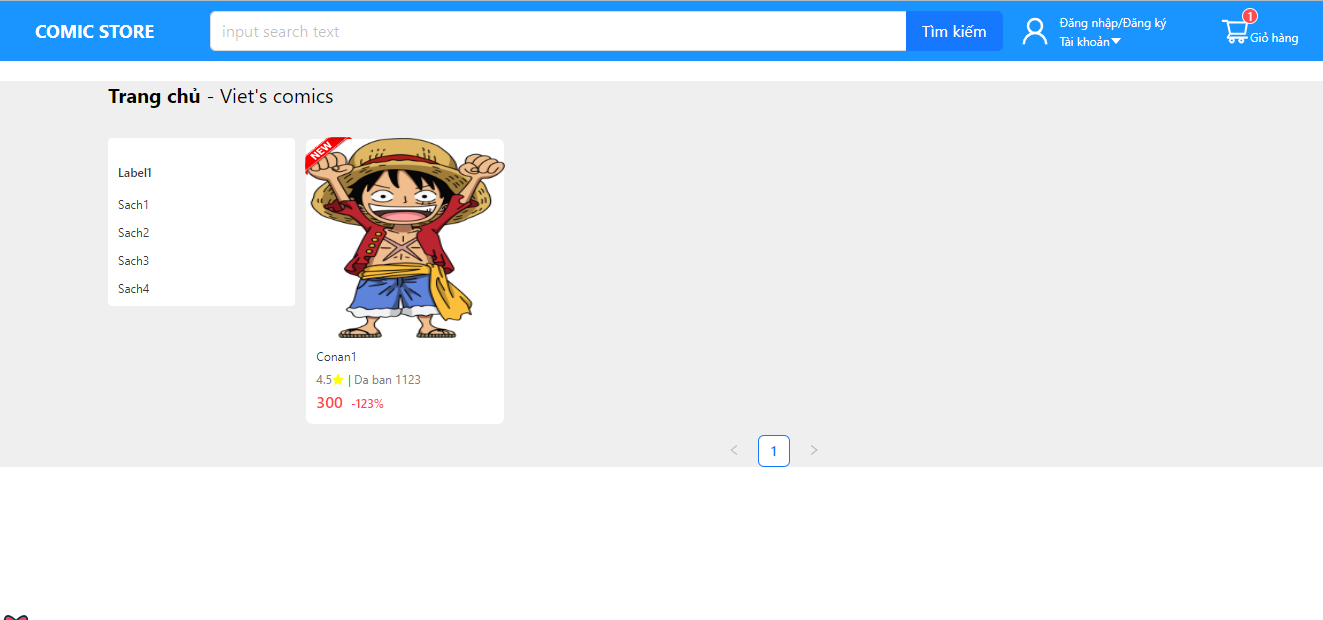 COMIC STORE
input search text
Tìm kiếm
Đăng nhập/Đăng ký
Tài khoản
1
Giỏ hàng
Trang chủ - Viet's comics
Label1
Sach1
Sach2
Sach3
Sach4
NEW
Conan1
4.5 | Da ban 1123
300 -123%
< 1 >